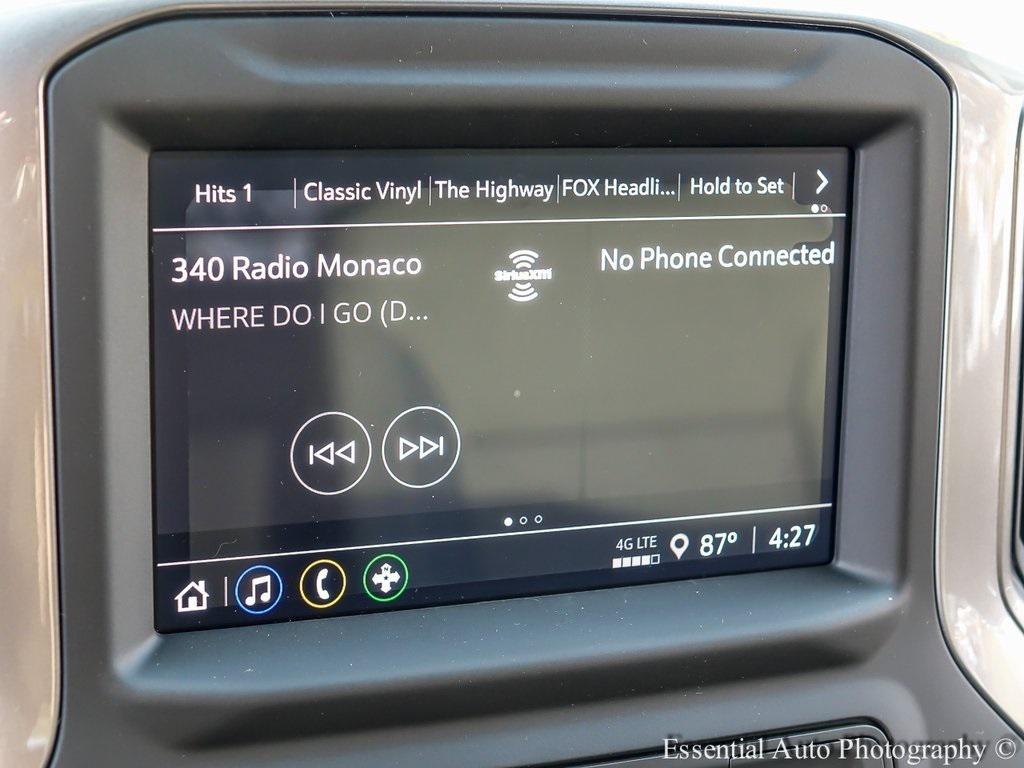 Hits 1 Classic Vinyl The Highway FOX Headli... Hold to Set
340 Radio Monaco
SiriusXM
No Phone Connected
WHERE DO I GO (D...
4G LTE 87° 4:27
Essential Auto Photography ©